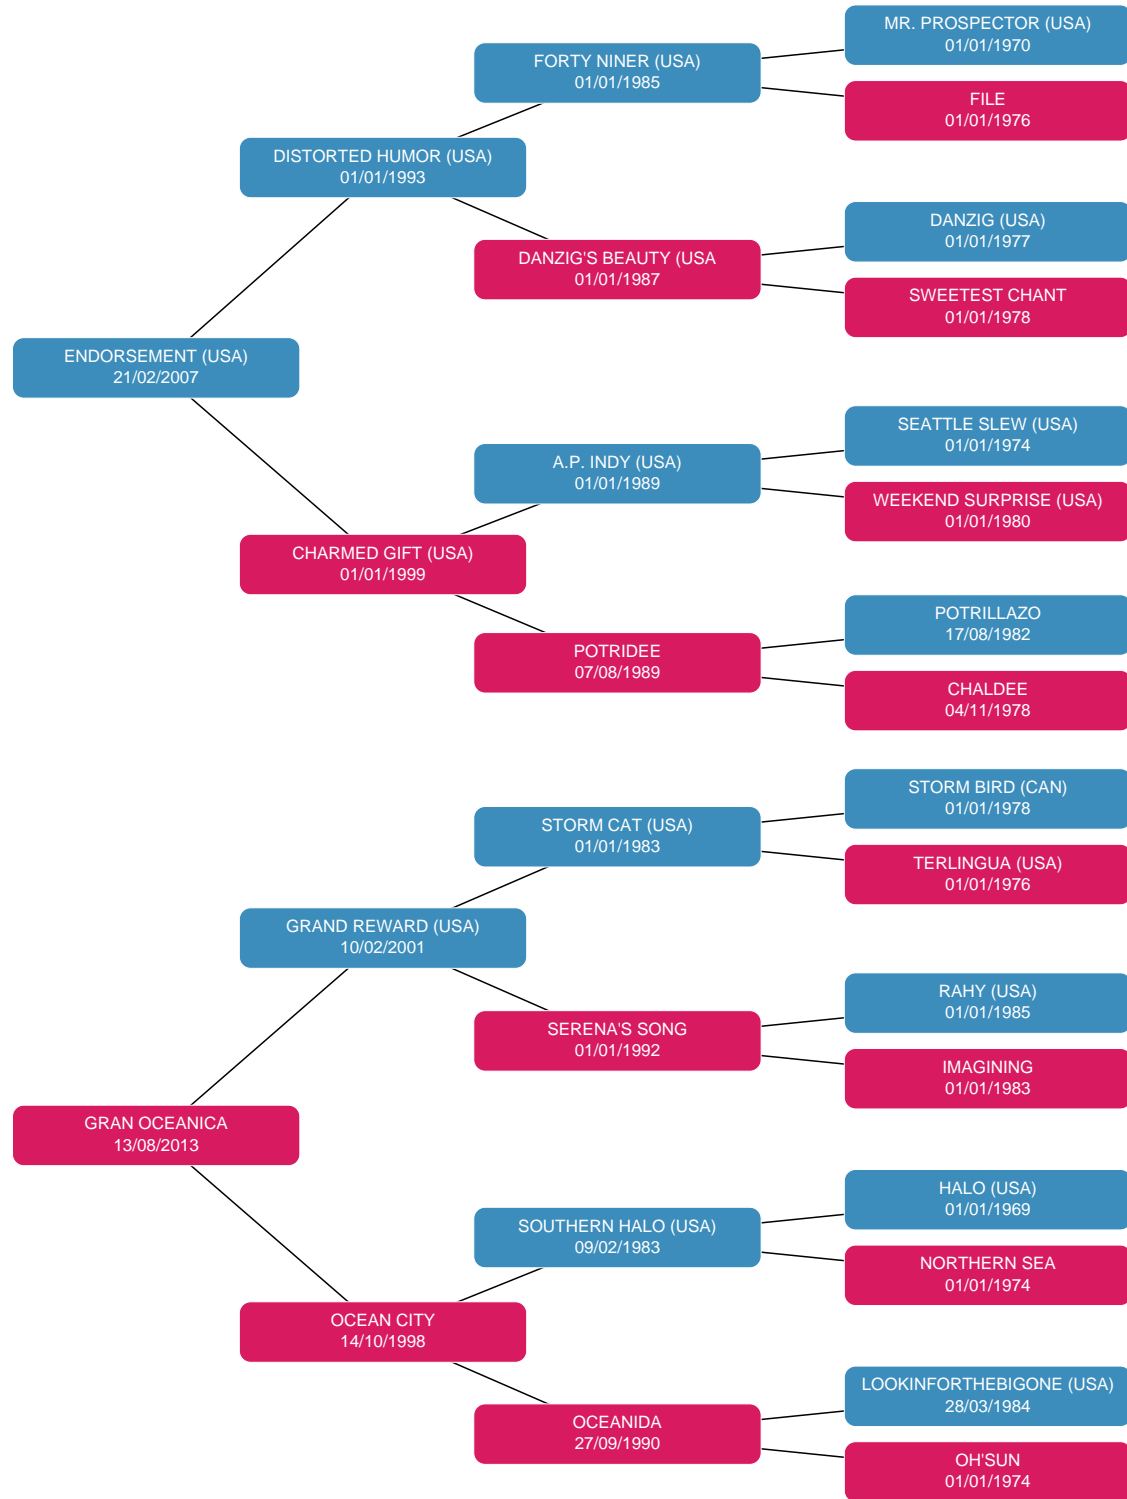 MR. PROSPECTOR (USA)
01/01/1970
FORTY NINER (USA)
01/01/1985
FILE
01/01/1976
DISTORTED HUMOR (USA)
01/01/1993
DANZIG (USA)
01/01/1977
DANZIG'S BEAUTY (USA
01/01/1987
SWEETEST CHANT
01/01/1978
ENDORSEMENT (USA)
21/02/2007
SEATTLE SLEW (USA)
01/01/1974
A.P. INDY (USA)
01/01/1989
WEEKEND SURPRISE (USA)
01/01/1980
CHARMED GIFT (USA)
01/01/1999
POTRILLAZO
17/08/1982
POTRIDEE
07/08/1989
CHALDEE
04/11/1978
STORM BIRD (CAN)
01/01/1978
STORM CAT (USA)
01/01/1983
TERLINGUA (USA)
01/01/1976
GRAND REWARD (USA)
10/02/2001
RAHY (USA)
01/01/1985
SERENA'S SONG
01/01/1992
IMAGINING
01/01/1983
GRAN OCEANICA
13/08/2013
HALO (USA)
01/01/1969
SOUTHERN HALO (USA)
09/02/1983
NORTHERN SEA
01/01/1974
OCEAN CITY
14/10/1998
LOOKINFORTHEBIGONE (USA)
28/03/1984
OCEANIDA
27/09/1990
OH'SUN
01/01/1974